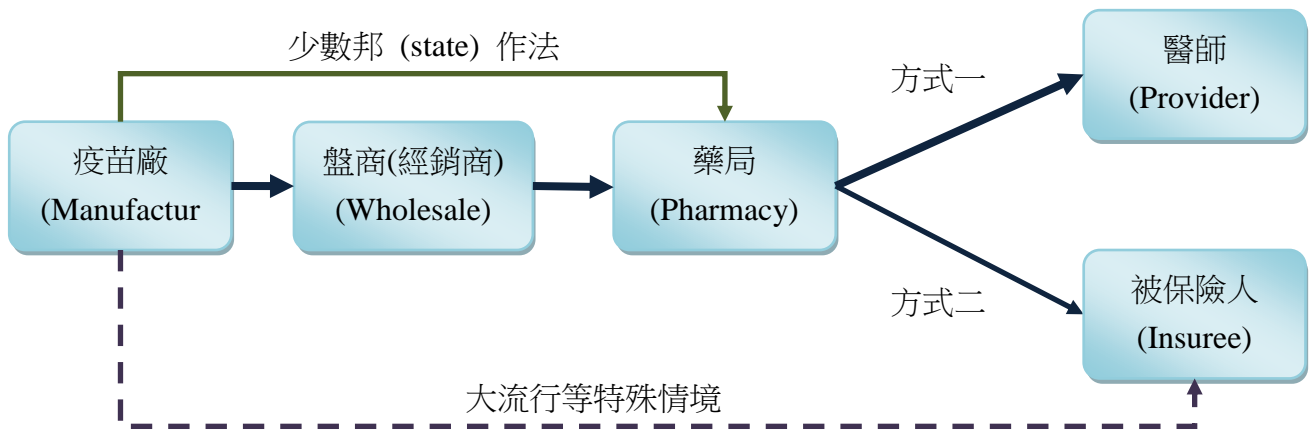 少數邦 (state) 作法
方式一
醫師
(Provider)
疫苗廠
(Manufactur
盤商(經銷商)
(Wholesale)
藥局
(Pharmacy)
方式二
被保險人
(Insuree)
大流行等特殊情境